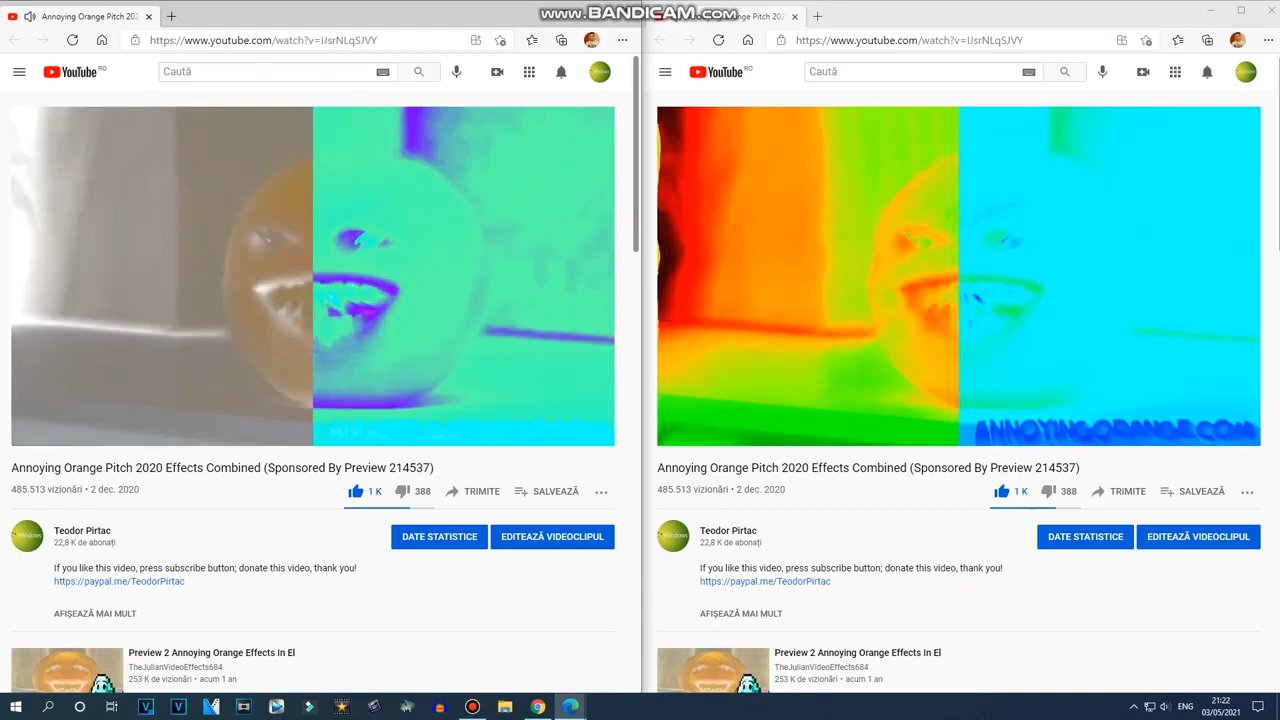 www.BANDICAM.com
Annoying Orange Pitch 202
https://www.youtube.com/watch?v=IJsrNLqSJVY
YouTube RO
Caută
Annoying Orange Pitch 2020 Effects Combined (Sponsored By Preview 214537)
485.513 vizionări • 2 dec. 2020
1 K
388
TRIMITE
SALVEAZĂ
Teodor Pirtac
22,8 K de abonați
DATE STATISTICE
EDITEAZĂ VIDEOCLIPUL
If you like this video, press subscribe button; donate this video, thank you!
https://paypal.me/TeodorPirtac
AFIȘEAZĂ MAI MULT
Preview 2 Annoying Orange Effects In El
TheJulianVideoEffects684
253 K de vizionări • acum 1 an
Annoying Orange Pitch 202
https://www.youtube.com/watch?v=IJsrNLqSJVY
YouTube RO
Caută
ANNOYINGORANGE.COM
Annoying Orange Pitch 2020 Effects Combined (Sponsored By Preview 214537)
485.513 vizionări • 2 dec. 2020
1 K
388
TRIMITE
SALVEAZĂ
Teodor Pirtac
22,8 K de abonați
DATE STATISTICE
EDITEAZĂ VIDEOCLIPUL
If you like this video, press subscribe button; donate this video, thank you!
https://paypal.me/TeodorPirtac
AFIȘEAZĂ MAI MULT
Preview 2 Annoying Orange Effects In El
TheJulianVideoEffects684
253 K de vizionări • acum 1 an
ENG
21:22
03/05/2021